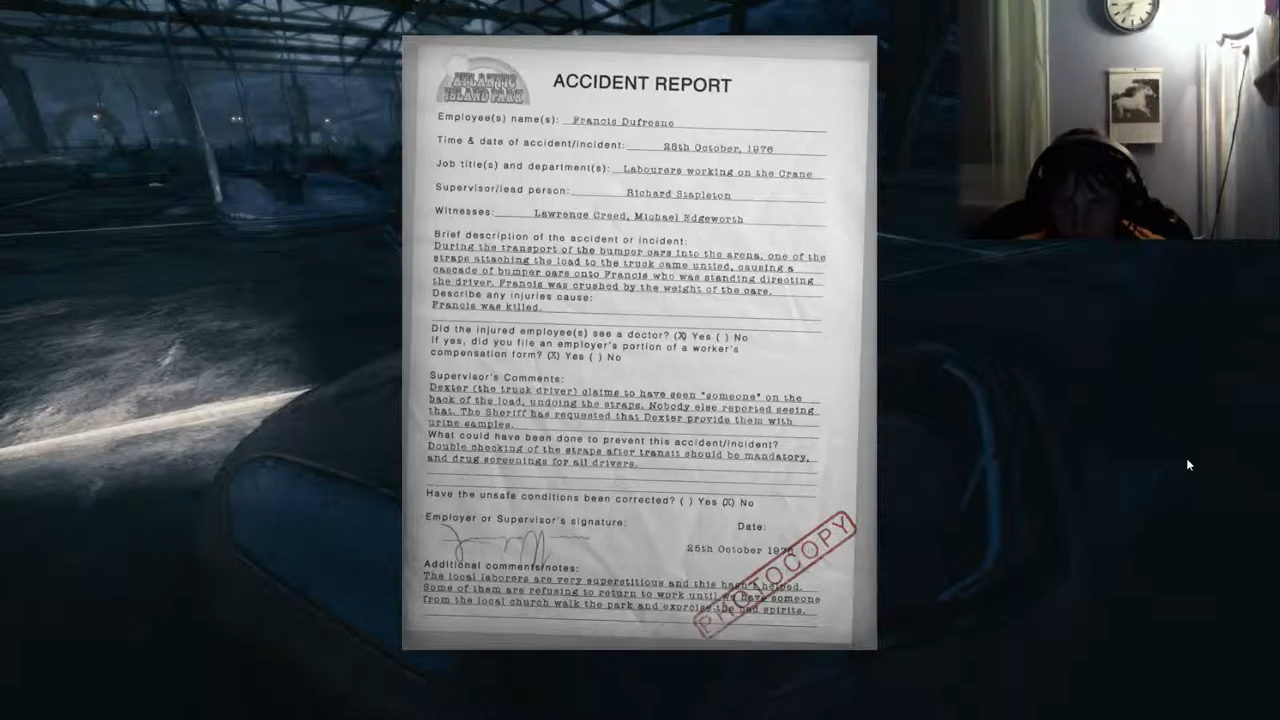 ATLANTIC
ISLAND PARK
ACCIDENT REPORT
Employee(s) name(s): Francis Dufresne
Time & date of accident/incident: 25th October, 1976
Job title(s) and department(s): Labourers working on the Crane
Supervisor/lead person: Richard Stapleton
Witnesses: Lawrence Creed, Michael Edgeworth
Brief description of the accident or incident:
During the transport of the bumper cars into the arena, one of the
straps attaching the load to the truck came untied, causing a
cascade of bumper cars onto Francis who was standing directing
the driver. Francis was crushed by the weight of the cars.
Describe any injuries cause:
Francis was killed.
Did the injured employee(s) see a doctor? (X) Yes ( ) No
If yes, did you file an employer's portion of a worker's
compensation form? (X) Yes ( ) No
Supervisor's Comments:
Dexter (the truck driver) claims to have seen "someone" on the
back of the load, undoing the straps. Nobody else reported seeing
that. The Sheriff has requested that Dexter provide them with
urine samples.
What could have been done to prevent this accident/incident?
Double checking of the straps after transit should be mandatory,
and drug screenings for all drivers.
Have the unsafe conditions been corrected? ( ) Yes (X) No
Employer or Supervisor's signature:
Date:
25th October 1976
PHOTOCOPY
Additional comments/notes:
The local laborers are very superstitious and this hasn't helped.
Some of them are refusing to return to work until we have someone
from the local church walk the park and exorcise the bad spirits.